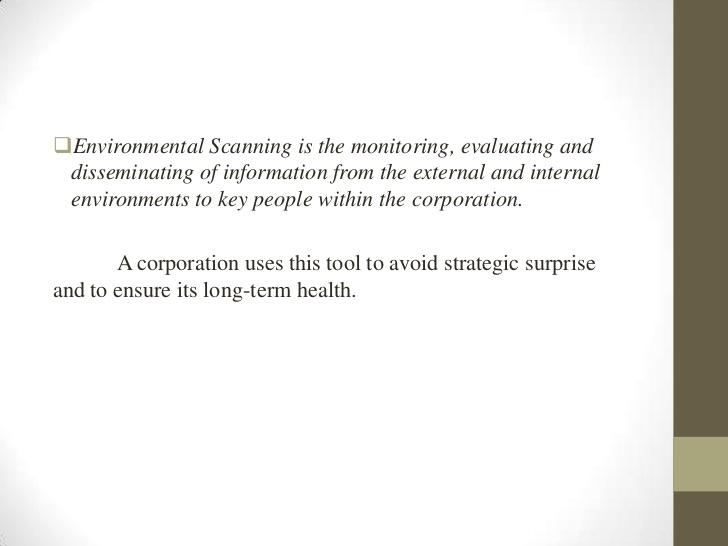 ❑Environmental Scanning is the monitoring, evaluating and
disseminating of information from the external and internal
environments to key people within the corporation.
A corporation uses this tool to avoid strategic surprise
and to ensure its long-term health.